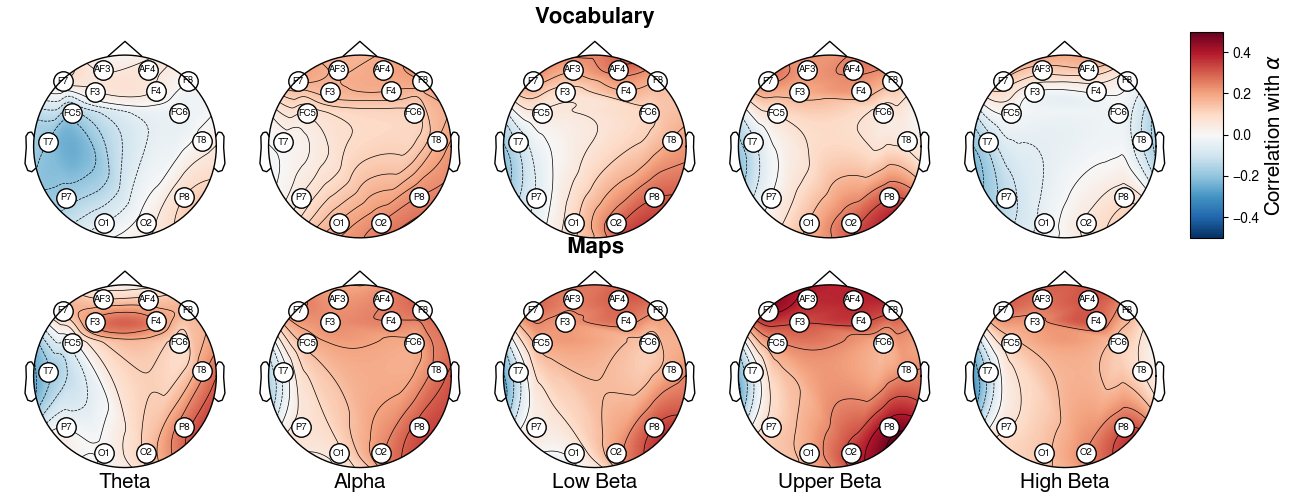 Vocabulary
AF3 AF4 F7 F8 F3 F4 FC5 FC6 T7 T8 P7 P8 O1 O2
AF3 AF4 F7 F8 F3 F4 FC5 FC6 T7 T8 P7 P8 O1 O2
AF3 AF4 F7 F8 F3 F4 FC5 FC6 T7 T8 P7 P8 O1 O2
AF3 AF4 F7 F8 F3 F4 FC5 FC6 T7 T8 P7 P8 O1 O2
AF3 AF4 F7 F8 F3 F4 FC5 FC6 T7 T8 P7 P8 O1 O2
0.4
0.2
0.0
−0.2
−0.4
Correlation with α
Maps
AF3 AF4 F7 F8 F3 F4 FC5 FC6 T7 T8 P7 P8 O1 O2
AF3 AF4 F7 F8 F3 F4 FC5 FC6 T7 T8 P7 P8 O1 O2
AF3 AF4 F7 F8 F3 F4 FC5 FC6 T7 T8 P7 P8 O1 O2
AF3 AF4 F7 F8 F3 F4 FC5 FC6 T7 T8 P7 P8 O1 O2
AF3 AF4 F7 F8 F3 F4 FC5 FC6 T7 T8 P7 P8 O1 O2
Theta Alpha Low Beta Upper Beta High Beta